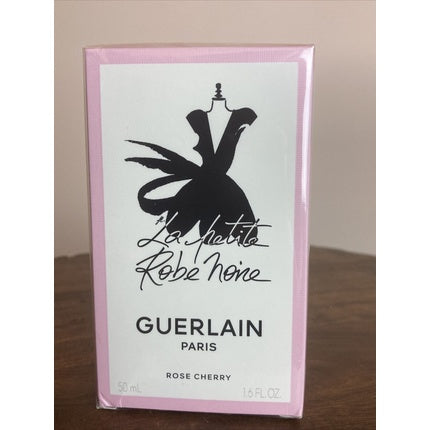 La petite
Robe noire
GUERLAIN
PARIS
ROSE CHERRY
50 mL 1.6 FL.OZ.